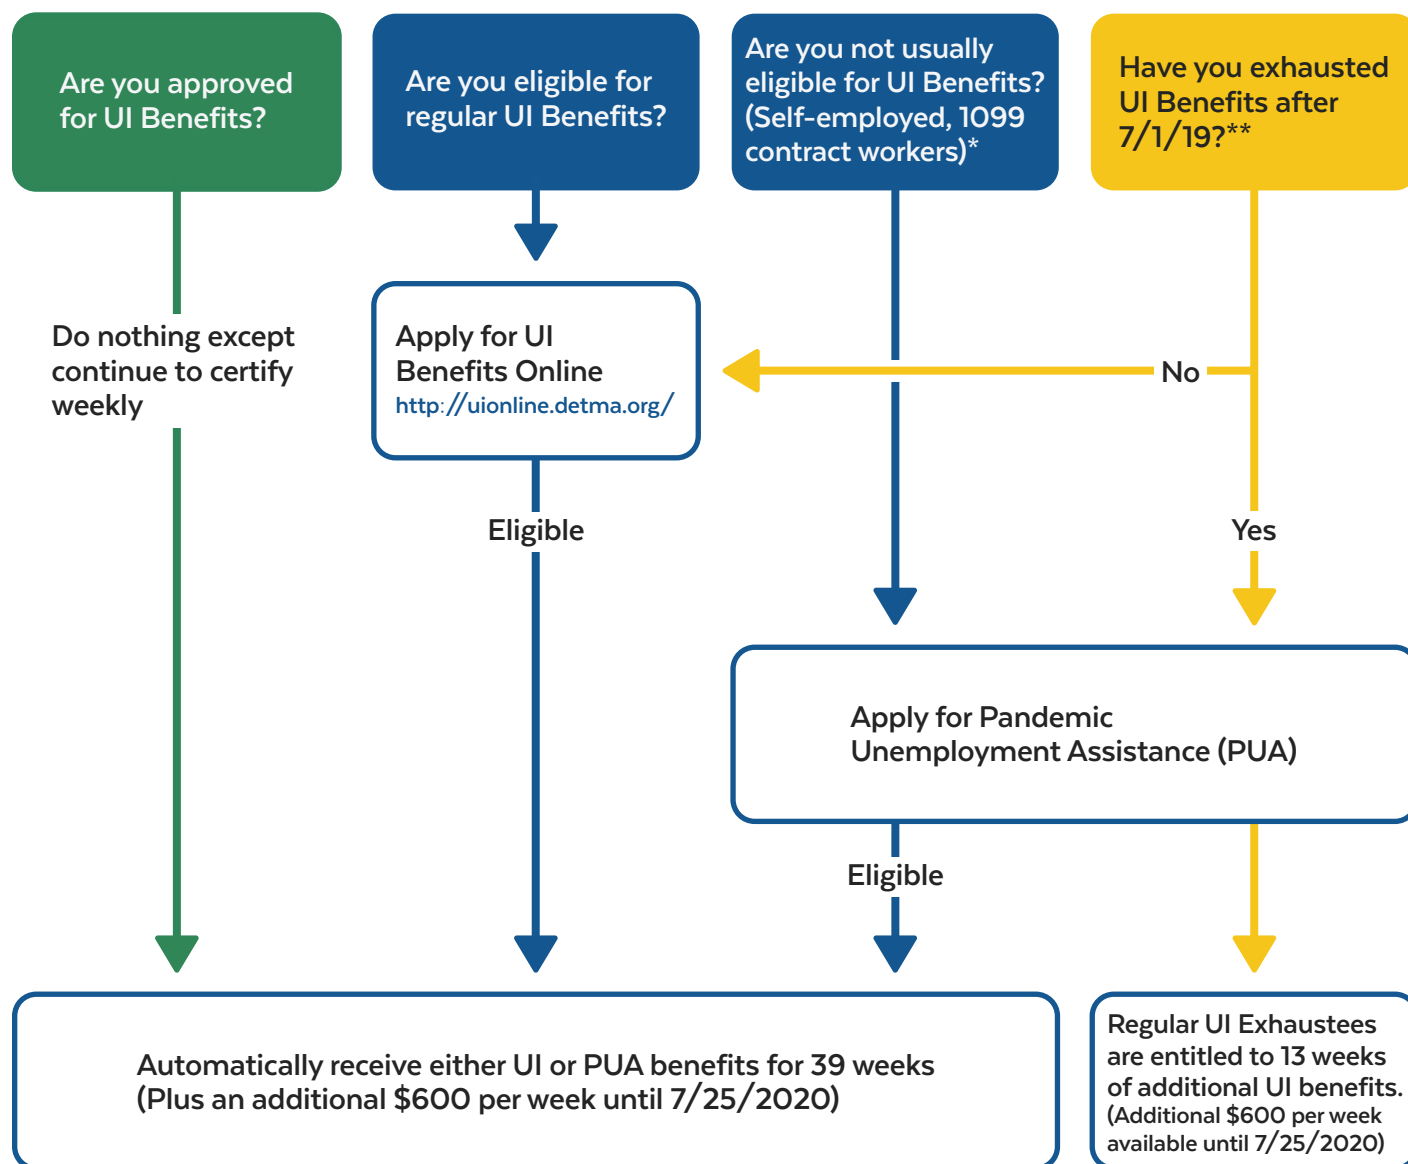 Are you approved
for UI Benefits?
Are you eligible for
regular UI Benefits?
Are you not usually
eligible for UI Benefits?
(Self-employed, 1099
contract workers)*
Have you exhausted
UI Benefits after
7/1/19?**
Do nothing except
continue to certify
weekly
Apply for UI
Benefits Online
http://uionline.detma.org/
No
Eligible
Yes
Apply for Pandemic
Unemployment Assistance (PUA)
Eligible
Automatically receive either UI or PUA benefits for 39 weeks
(Plus an additional $600 per week until 7/25/2020)
Regular UI Exhaustees
are entitled to 13 weeks
of additional UI benefits.
(Additional $600 per week
available until 7/25/2020)